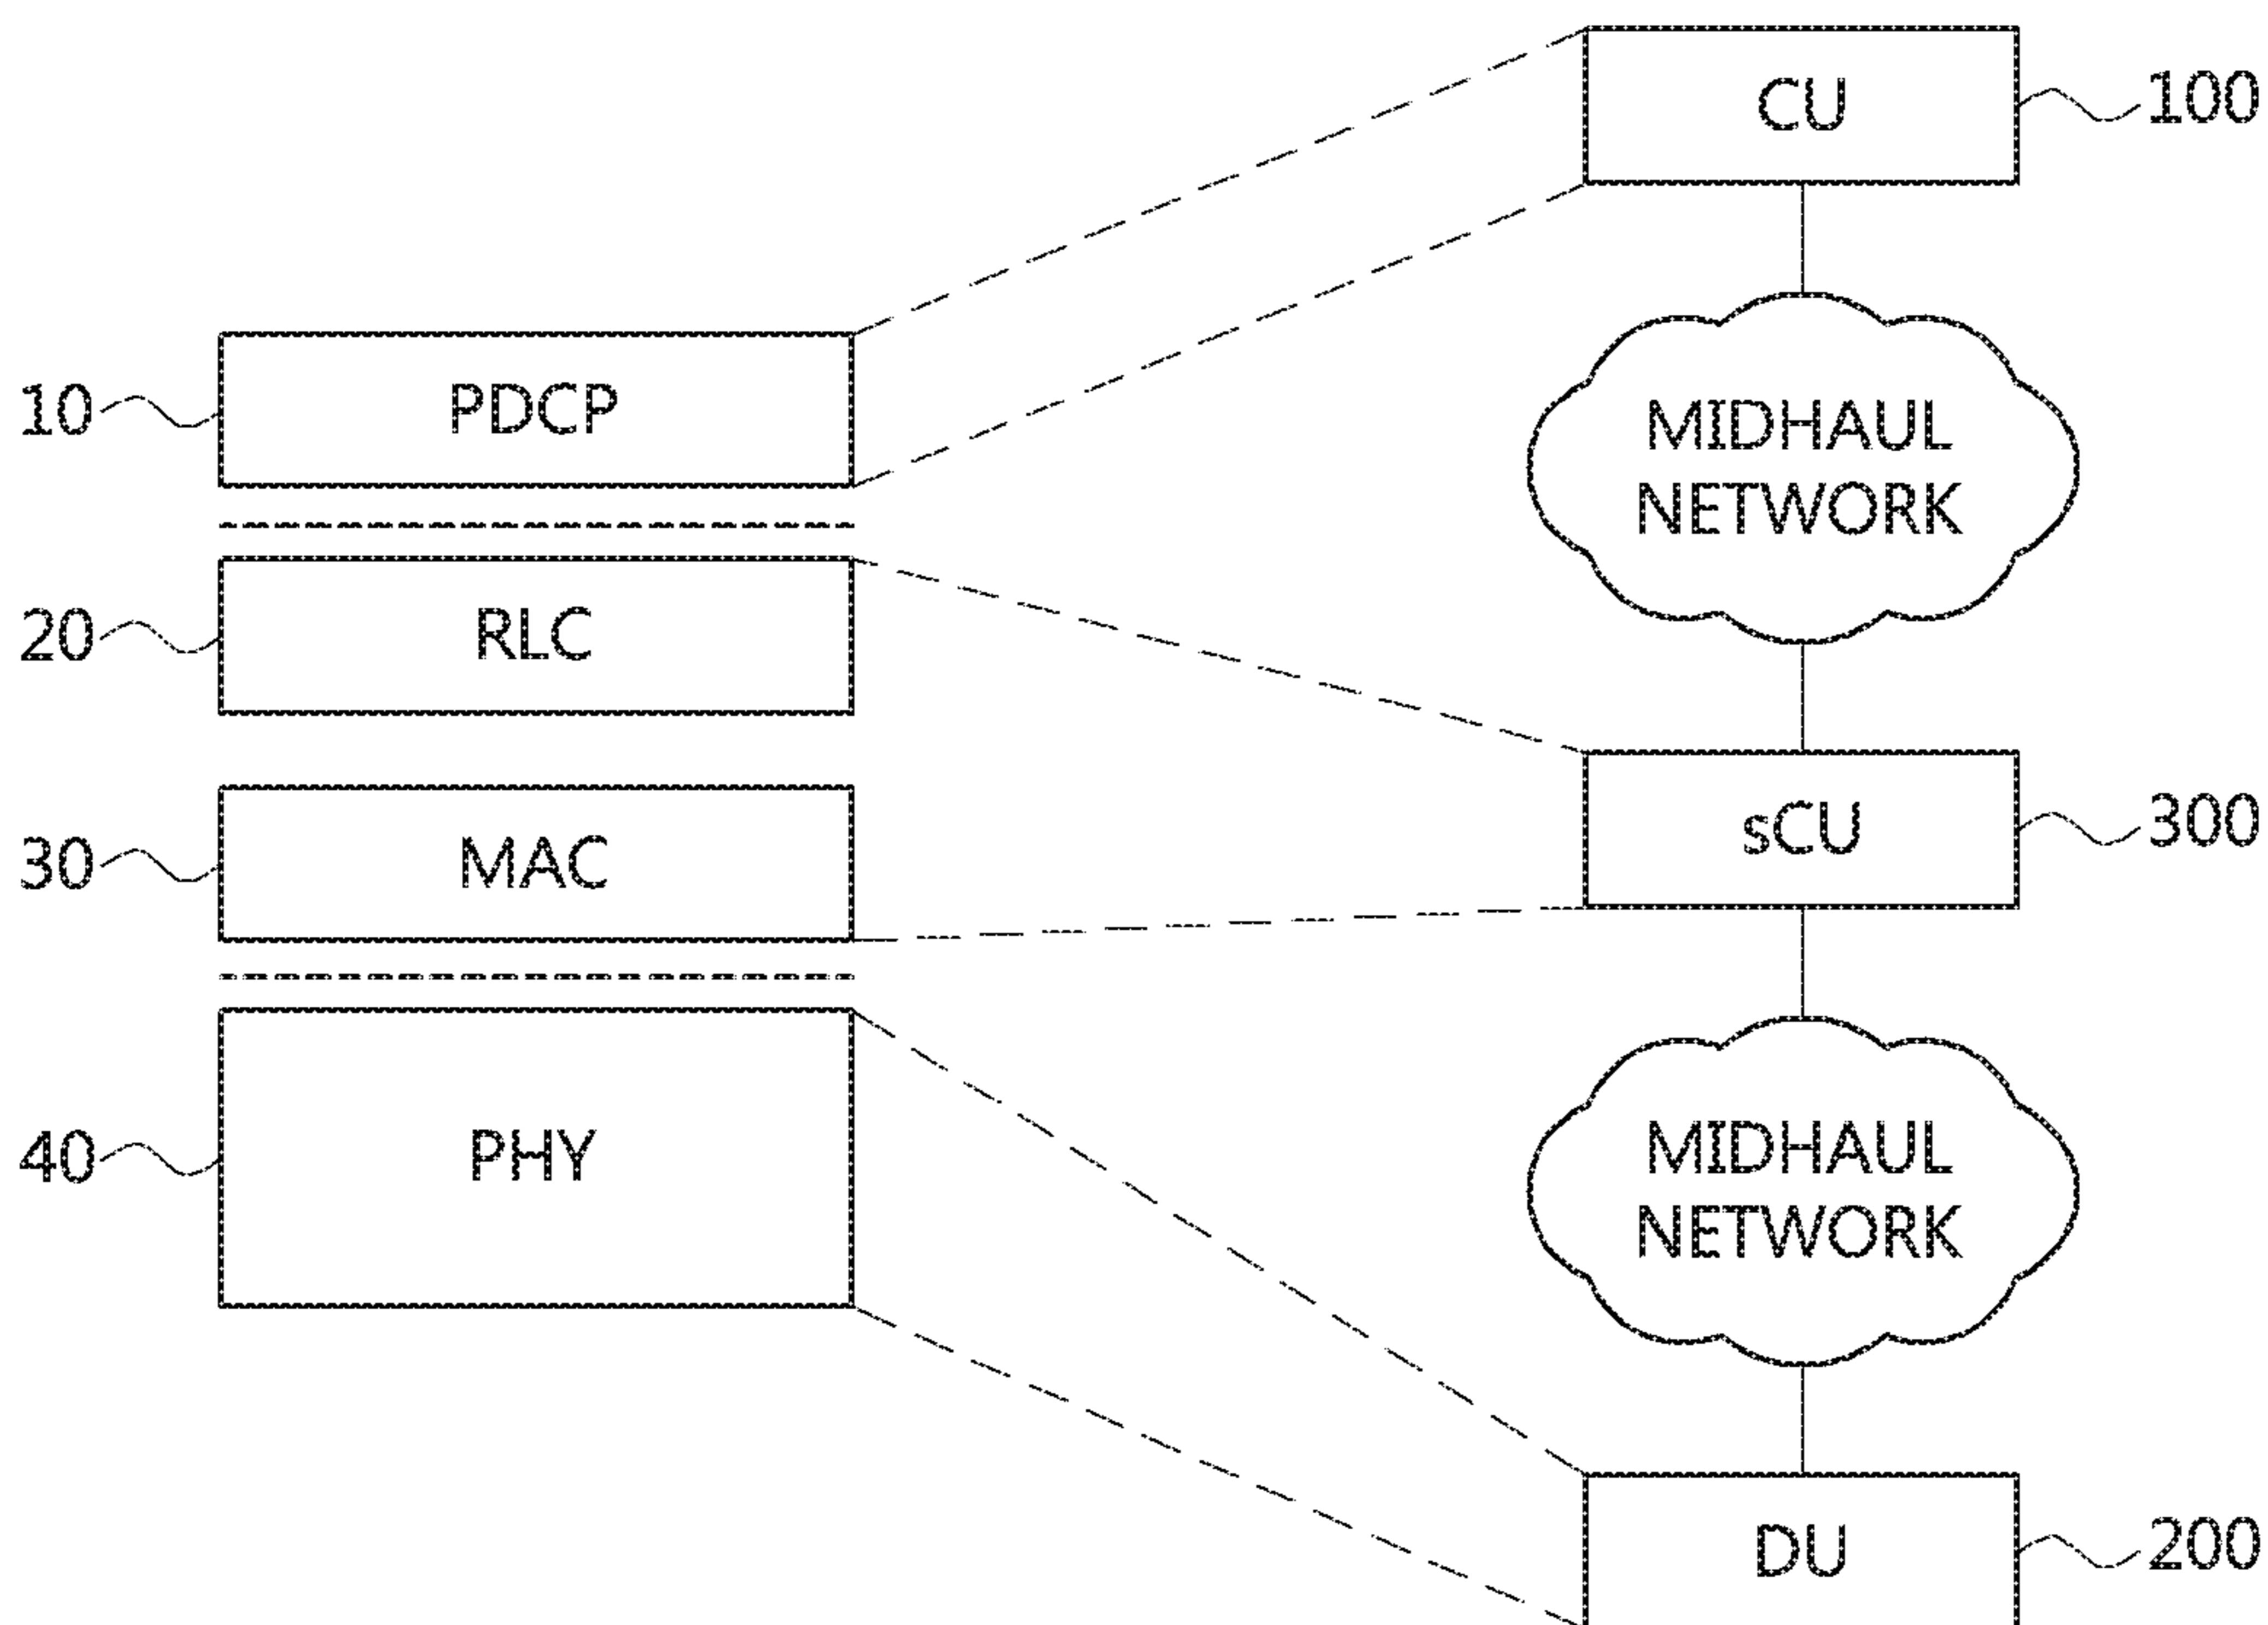 CU
100
PDCP
10
MIDHAUL
NETWORK
RLC
20
sCU
300
MAC
30
PHY
40
MIDHAUL
NETWORK
DU
200